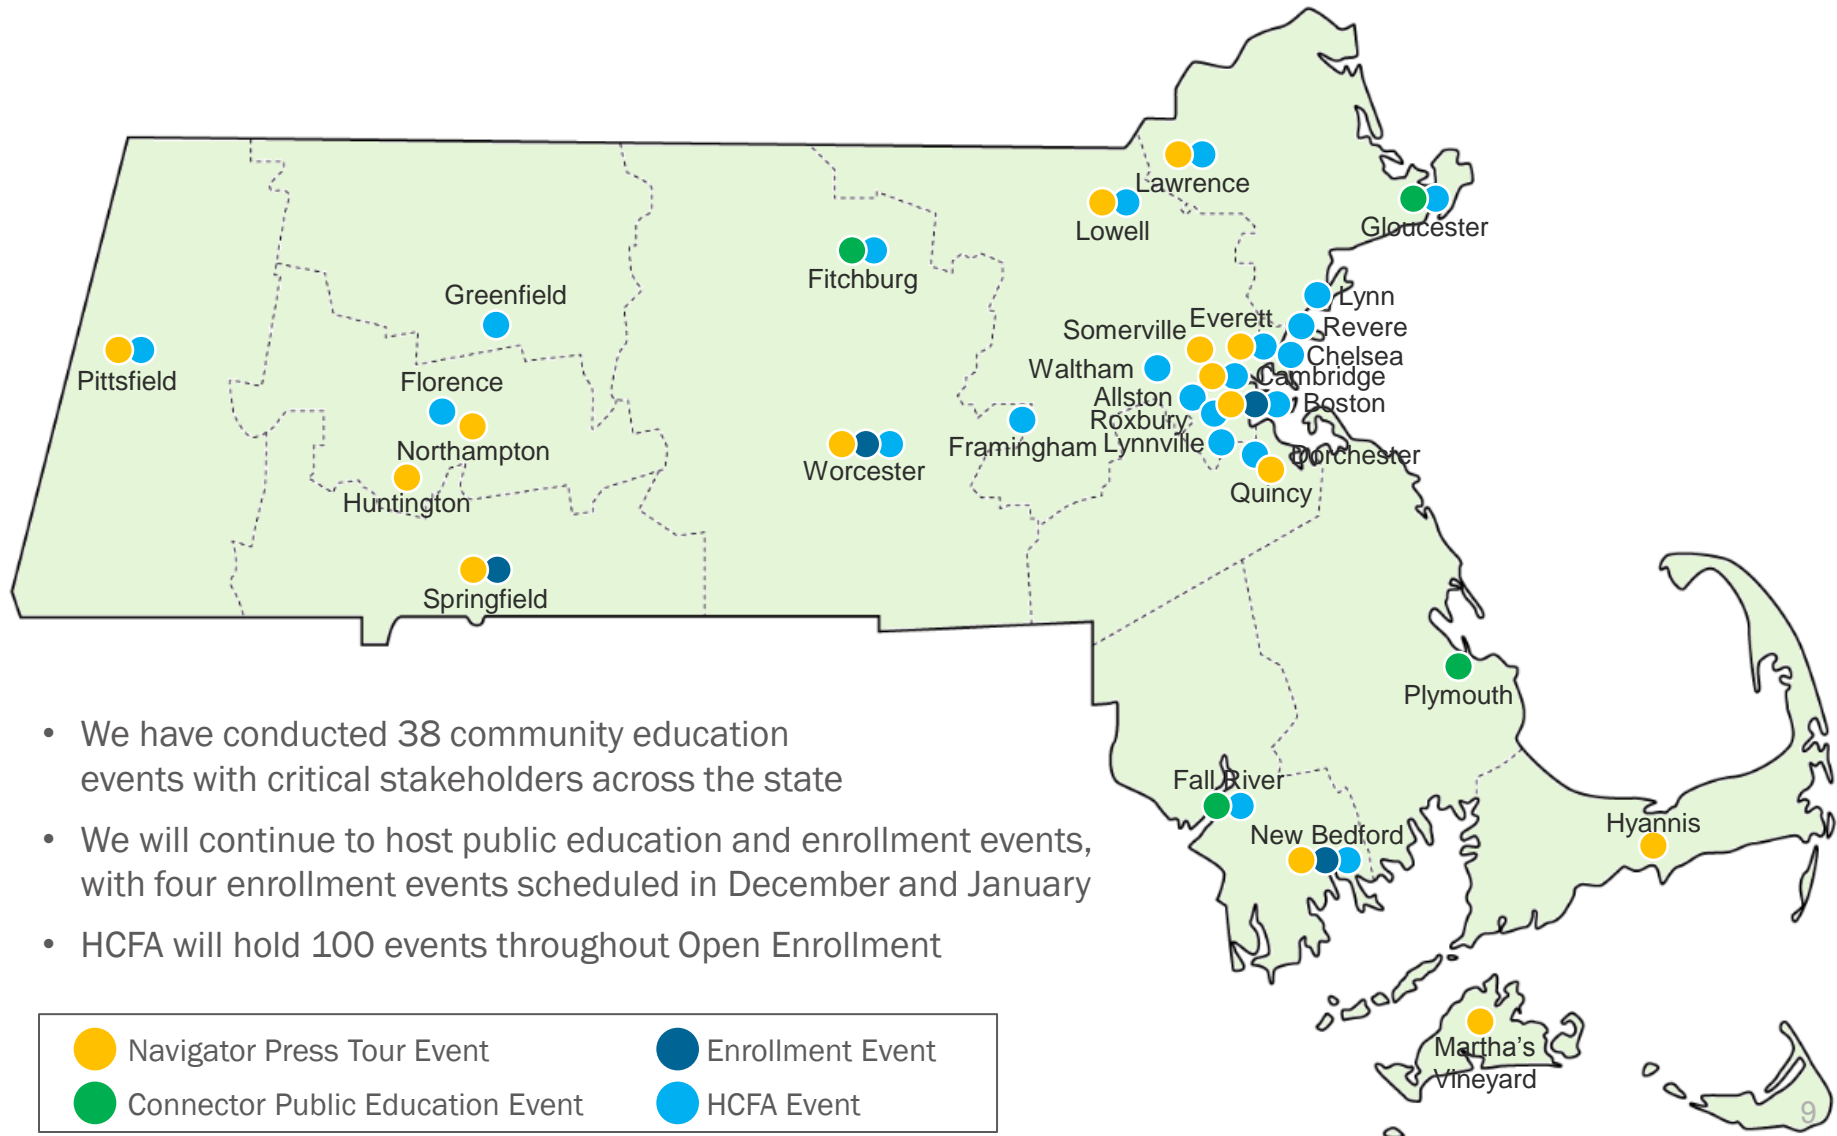 Lawrence
Lowell
Gloucester
Fitchburg
Greenfield
Lynn
Everett
Revere
Somerville
Chelsea
Waltham
Cambridge
Pittsfield
Florence
Allston
Boston
Roxbury
Northampton
Framingham
Lynnville
Dorchester
Worcester
Quincy
Huntington
Springfield
Plymouth
• We have conducted 38 community education
events with critical stakeholders across the state
• We will continue to host public education and enrollment events,
with four enrollment events scheduled in December and January
• HCFA will hold 100 events throughout Open Enrollment
Fall River
New Bedford
Hyannis
Martha's
Vineyard
Navigator Press Tour Event
Enrollment Event
Connector Public Education Event
HCFA Event
9